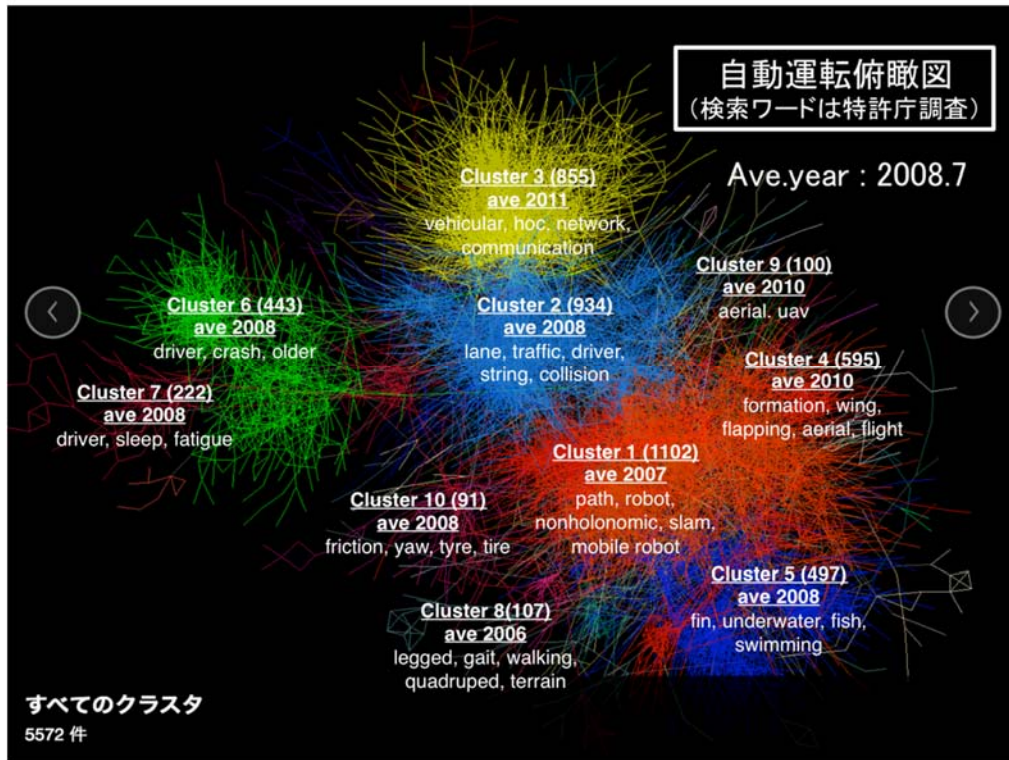 自動運転俯瞰図
（検索ワードは特許庁調査）
Ave.year : 2008.7
Cluster 3 (855)
ave 2011
vehicular, hoc. network,
communication
Cluster 9 (100)
ave 2010
aerial. uav
Cluster 6 (443)
ave 2008
driver, crash, older
Cluster 2 (934)
ave 2008
lane, traffic, driver,
string, collision
Cluster 4 (595)
ave 2010
formation, wing,
flapping, aerial, flight
Cluster 7 (222)
ave 2008
driver, sleep, fatigue
Cluster 1 (1102)
ave 2007
path, robot,
nonholonomic, slam,
mobile robot
Cluster 10 (91)
ave 2008
friction, yaw, tyre, tire
Cluster 5 (497)
ave 2008
fin, underwater, fish,
swimming
Cluster 8(107)
ave 2006
legged, gait, walking,
quadruped, terrain
すべてのクラスタ
5572 件